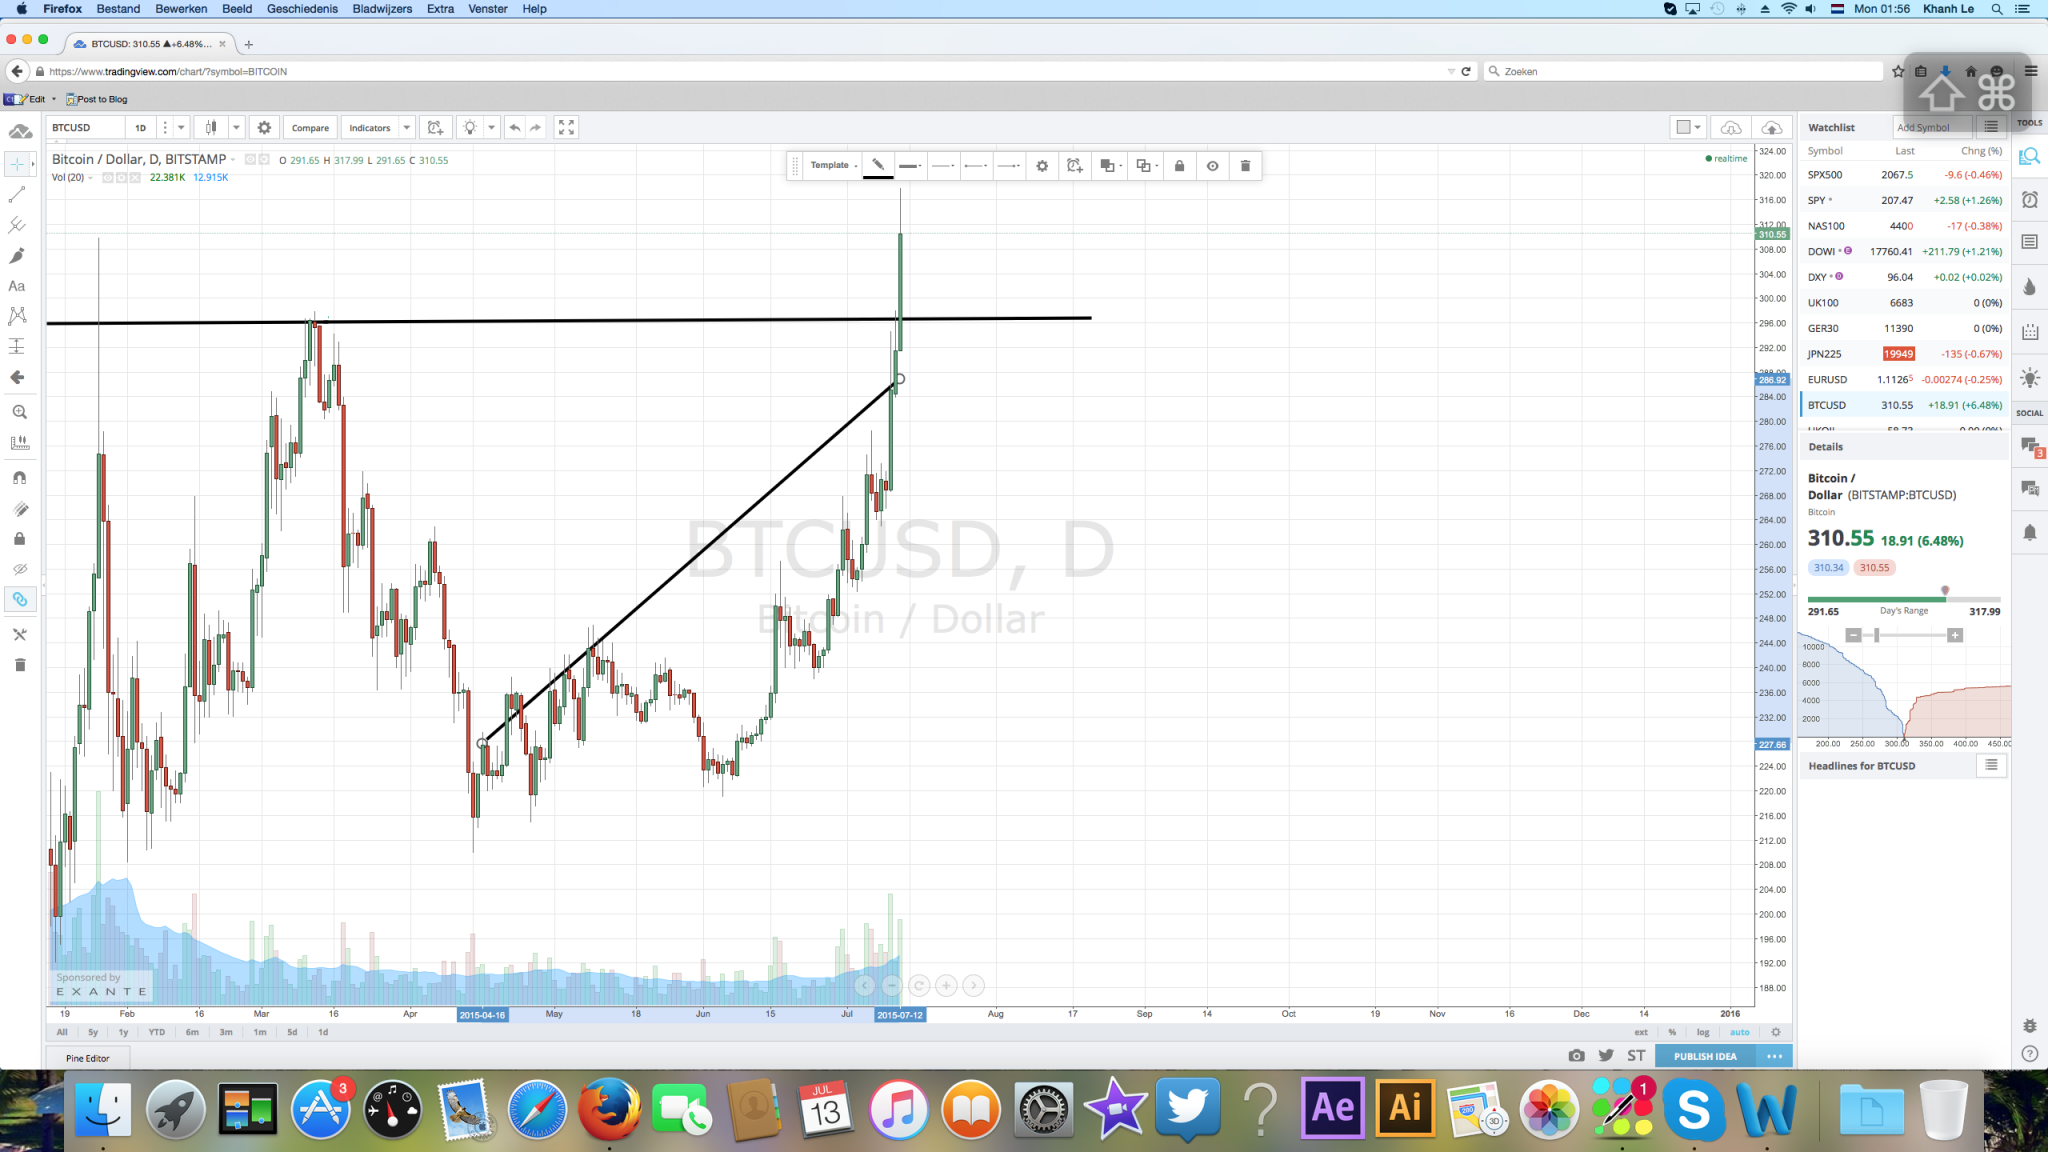 Firefox Bestand Bewerken Beeld Geschiedenis Bladwijzers Extra Venster Help Mon 01:56 Khanh Le
BTCUSD: 310.55 ▲+6.48%... × +
https://www.tradingview.com/chart/?symbol=BITCOIN Zoeken
Edit Post to Blog
BTCUSD 1D Compare Indicators
Bitcoin / Dollar, D, BITSTAMP O 291.65 H 317.99 L 291.65 C 310.55
Vol (20) 22.381K 12.915K
Template
realtime
BTCUSD, D
Bitcoin / Dollar
324.00
320.00
316.00
312.00
310.55
308.00
304.00
300.00
296.00
292.00
288.00
286.92
284.00
280.00
276.00
272.00
268.00
264.00
260.00
256.00
252.00
248.00
244.00
240.00
236.00
232.00
227.66
224.00
220.00
216.00
212.00
208.00
204.00
200.00
196.00
192.00
188.00
Sponsored by
EXANTE
19 Feb 16 Mar 16 Apr 2015-04-16 May 18 Jun 15 Jul 2015-07-12 Aug 17 Sep 14 Oct 19 Nov 16 Dec 14 2016
All 5y 1y YTD 6m 3m 1m 5d 1d ext % log auto
Pine Editor ST PUBLISH IDEA ...
Watchlist Add Symbol TOOLS
Symbol Last Chng (%)
SPX500 2067.5 -9.6 (-0.46%)
SPY 207.47 +2.58 (+1.26%)
NAS100 4400 -17 (-0.38%)
DOWI E 17760.41 +211.79 (+1.21%)
DXY D 96.04 +0.02 (+0.02%)
UK100 6683 0 (0%)
GER30 11390 0 (0%)
JPN225 19949 -135 (-0.67%)
EURUSD 1.11265 -0.00274 (-0.25%)
BTCUSD 310.55 +18.91 (+6.48%)
SOCIAL
3
Details
Bitcoin /
Dollar (BITSTAMP:BTCUSD)
Bitcoin
310.55 18.91 (6.48%)
310.34 310.55
291.65 Day's Range 317.99
10000
8000
6000
4000
2000
200.00 250.00 300.00 350.00 400.00 450.00
Headlines for BTCUSD
3 JUL 13 ? Ae Ai 280 3D 1 S W